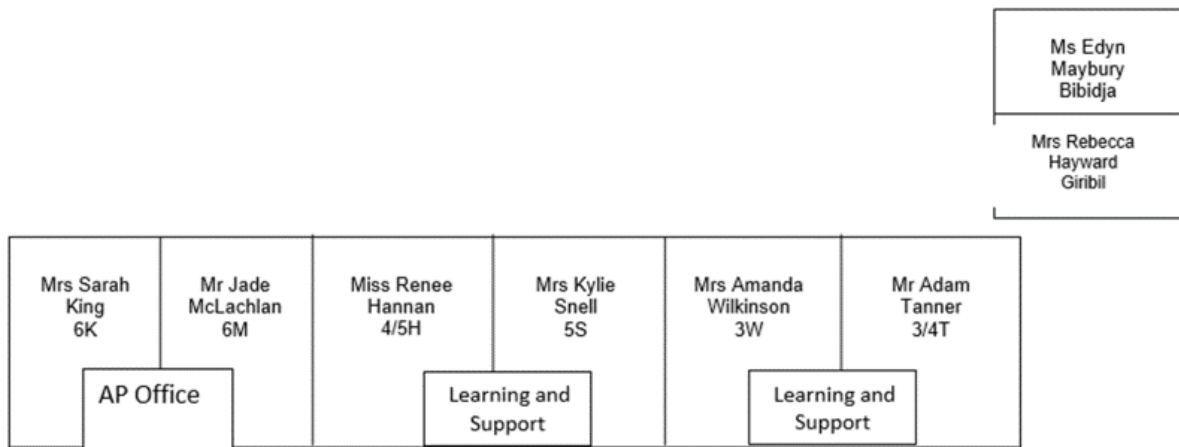 Ms Edyn
Maybury
Bibidja
Mrs Rebecca
Hayward
Giribil
Mrs Sarah
King
6K
Mr Jade
McLachlan
6M
Miss Renee
Hannan
4/5H
Mrs Kylie
Snell
5S
Mrs Amanda
Wilkinson
3W
Mr Adam
Tanner
3/4T
AP Office
Learning and
Support
Learning and
Support